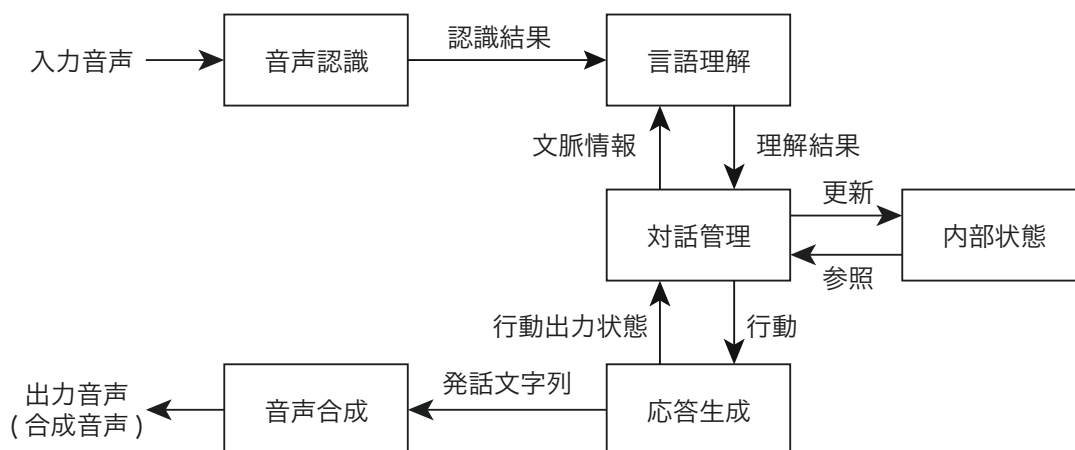 認識結果
入力音声
音声認識
言語理解
文脈情報
理解結果
更新
対話管理
内部状態
参照
行動出力状態
行動
発話文字列
出力音声
(合成音声)
音声合成
応答生成